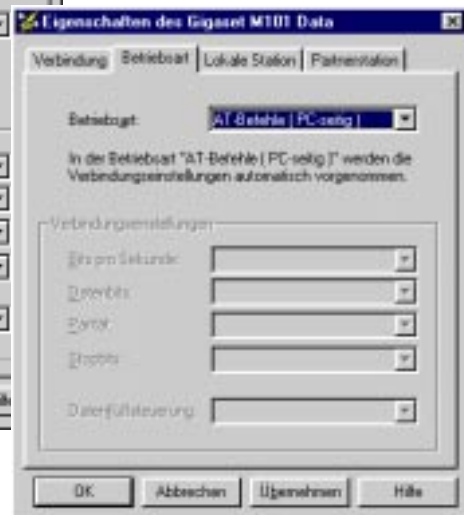 Eigenschaften des Gigaset M101 Data
Verbindung Betriebsart Lokale Station Partnerstation
Betriebsart: AT-Befehle ( PC-seitig )
In der Betriebsart "AT-Befehle ( PC-seitig )" werden die
Verbindungseinstellungen automatisch vorgenommen.
Verbindungseinstellungen
Bits pro Sekunde:
Datenbits:
Parität:
Stopbits:
Datenflußsteuerung:
OK Abbrechen Übernehmen Hilfe